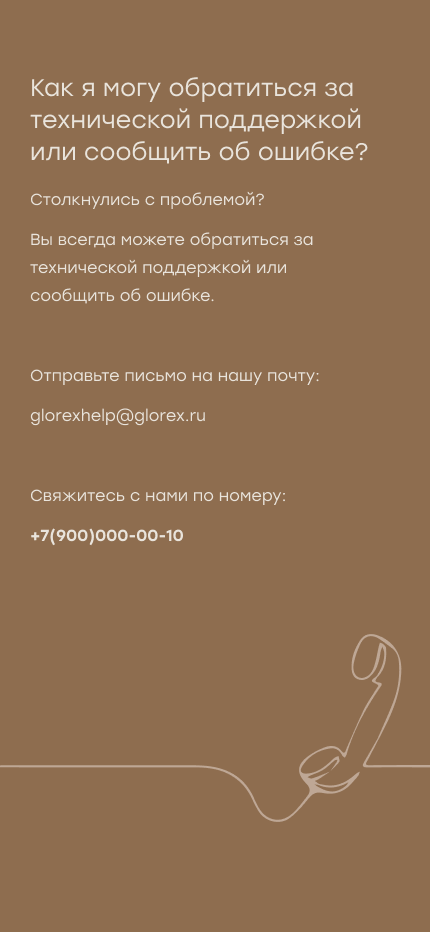 Как я могу обратиться за
технической поддержкой
или сообщить об ошибке?
Столкнулись с проблемой?
Вы всегда можете обратиться за
технической поддержкой или
сообщить об ошибке.
Отправьте письмо на нашу почту:
glorexhelp@glorex.ru
Свяжитесь с нами по номеру:
+7(900)000-00-10